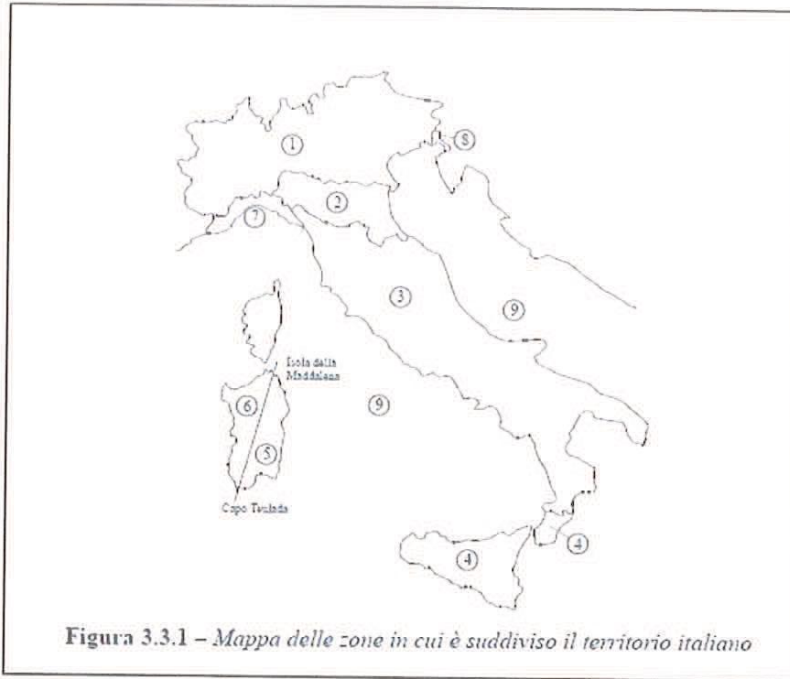 1
8
2
7
3
9
Isola della
Maddalena
6
9
5
Capo Teulada
4
4
Figura 3.3.1 – Mappa delle zone in cui è suddiviso il territorio italiano